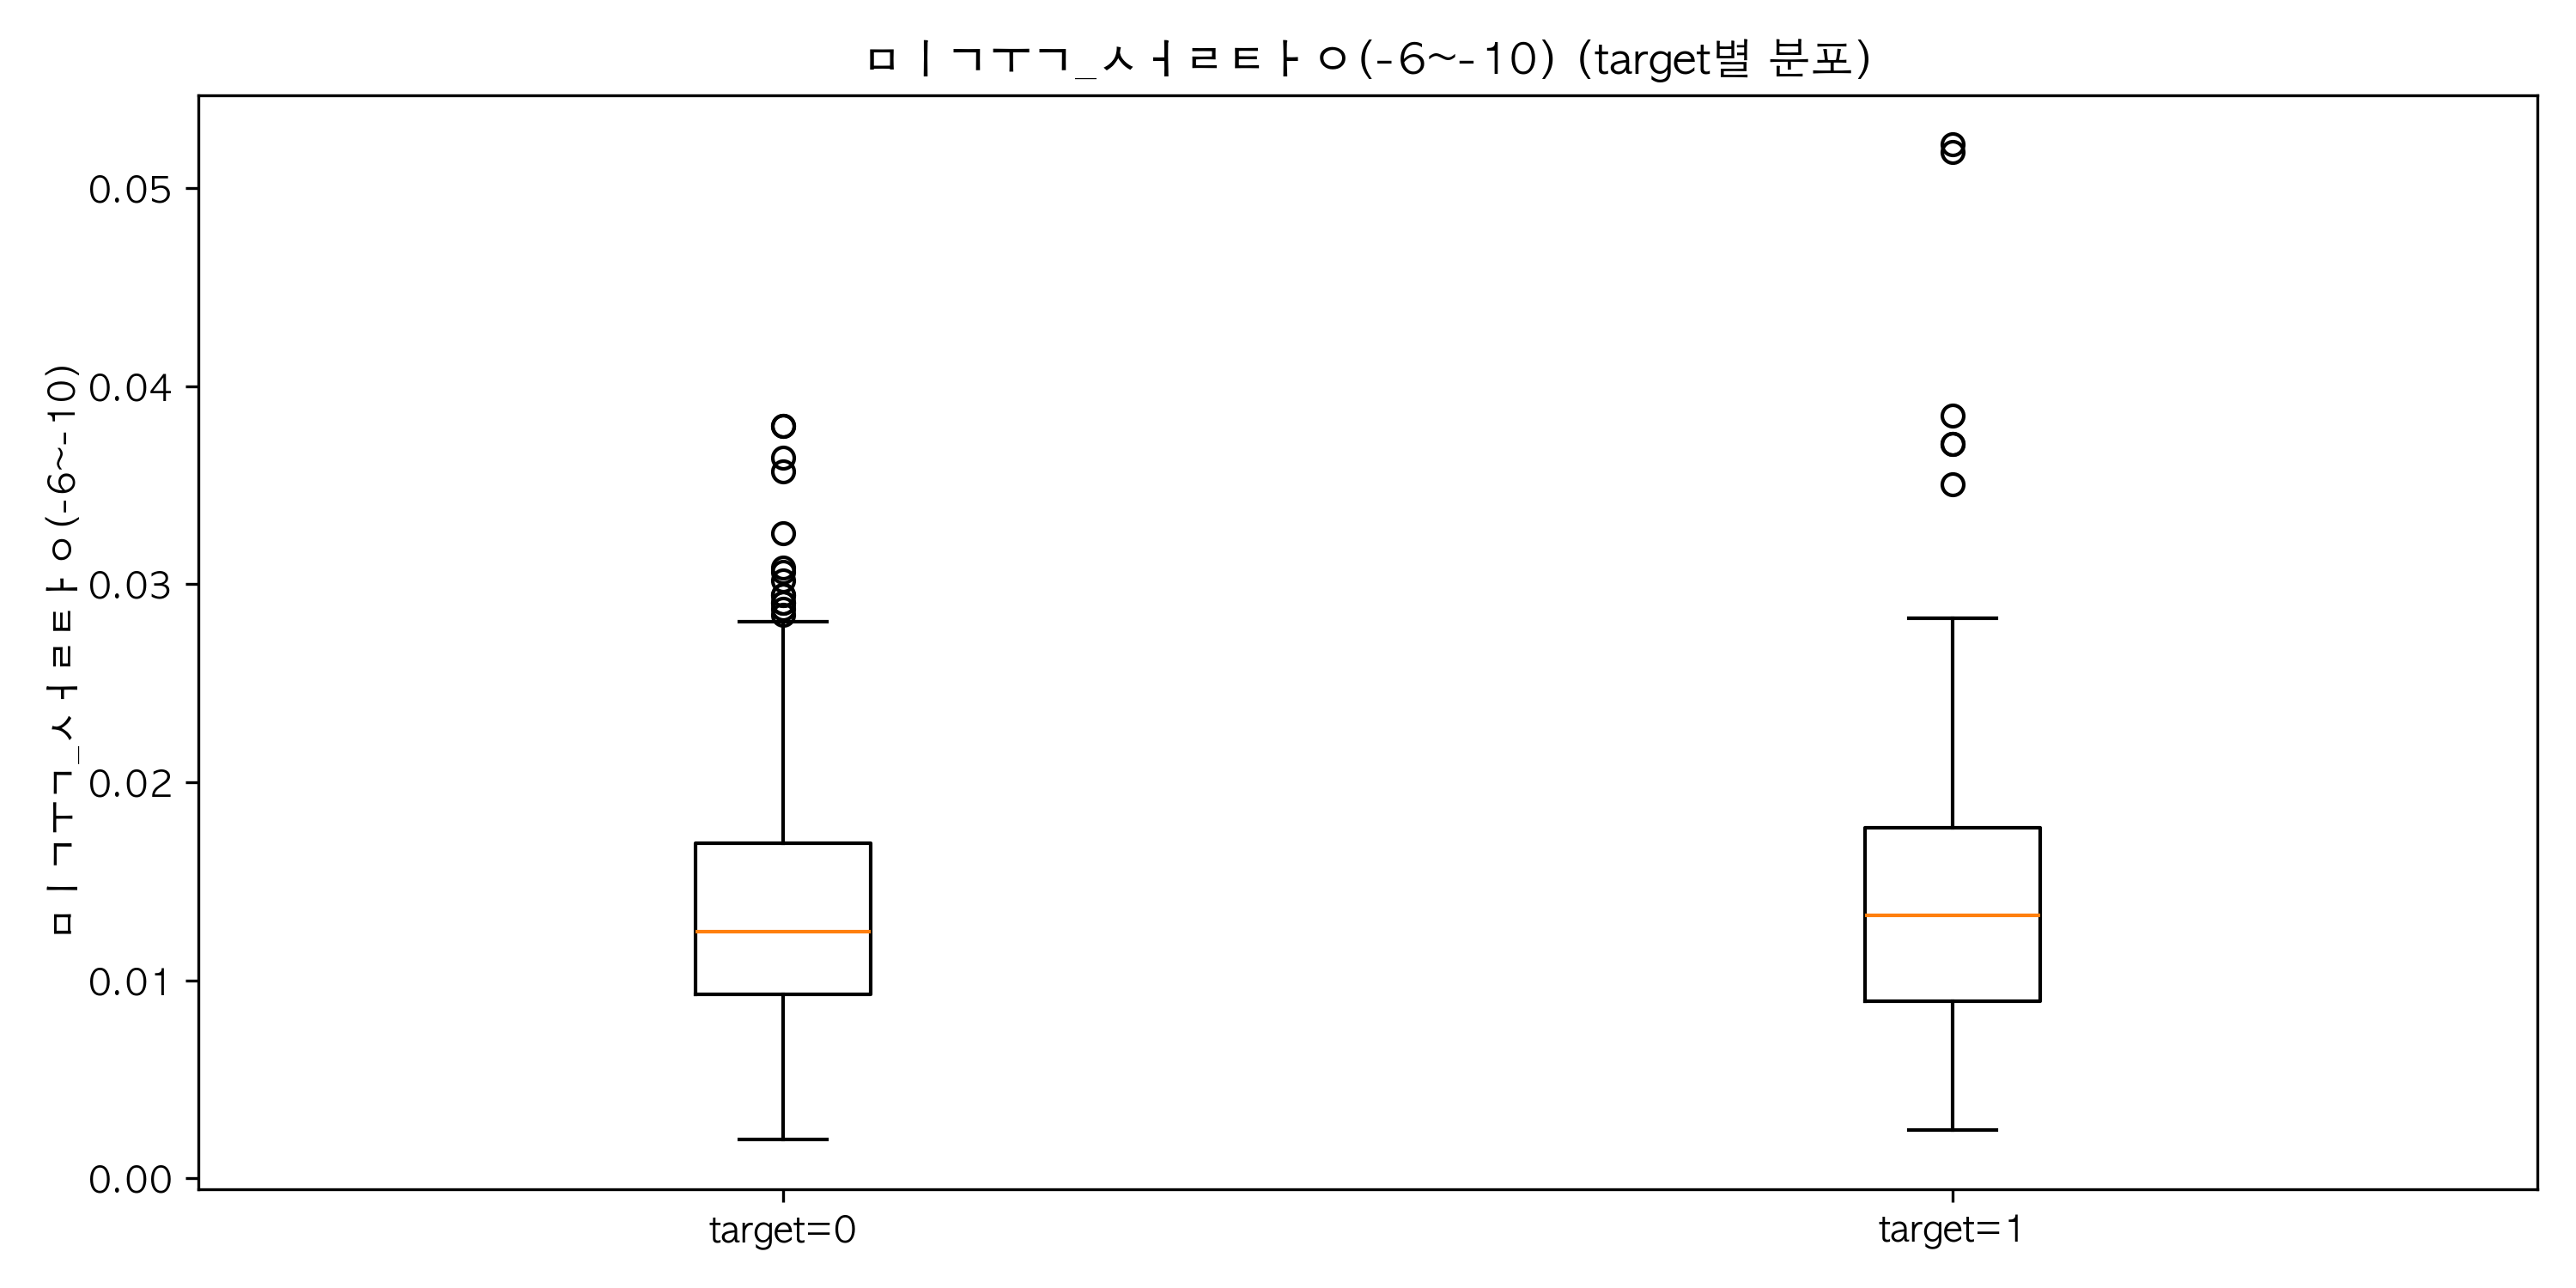 ㅁㅣㄱㅜㄱ_ㅅㅓㄹㅌㅏㅇ(-6~-10) (target별 분포)
ㅁㅣㄱㅜㄱ_ㅅㅓㄹㅌㅏㅇ(-6~-10)
0.05
0.04
0.03
0.02
0.01
0.00
target=0
target=1